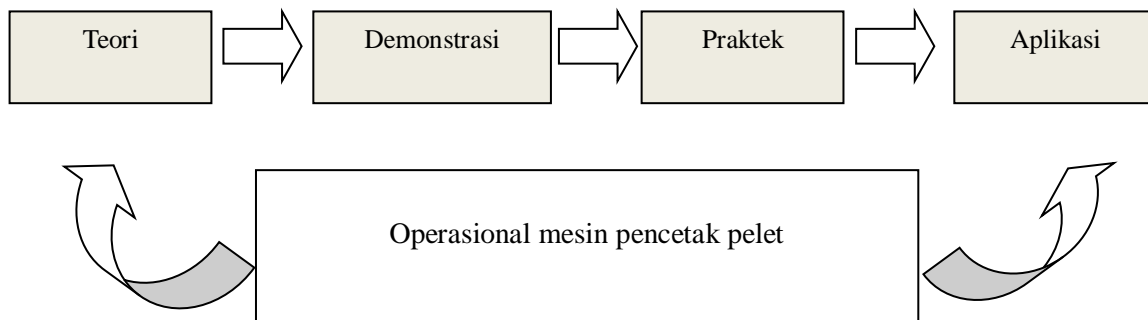 Teori
Demonstrasi
Praktek
Aplikasi
Operasional mesin pencetak pelet